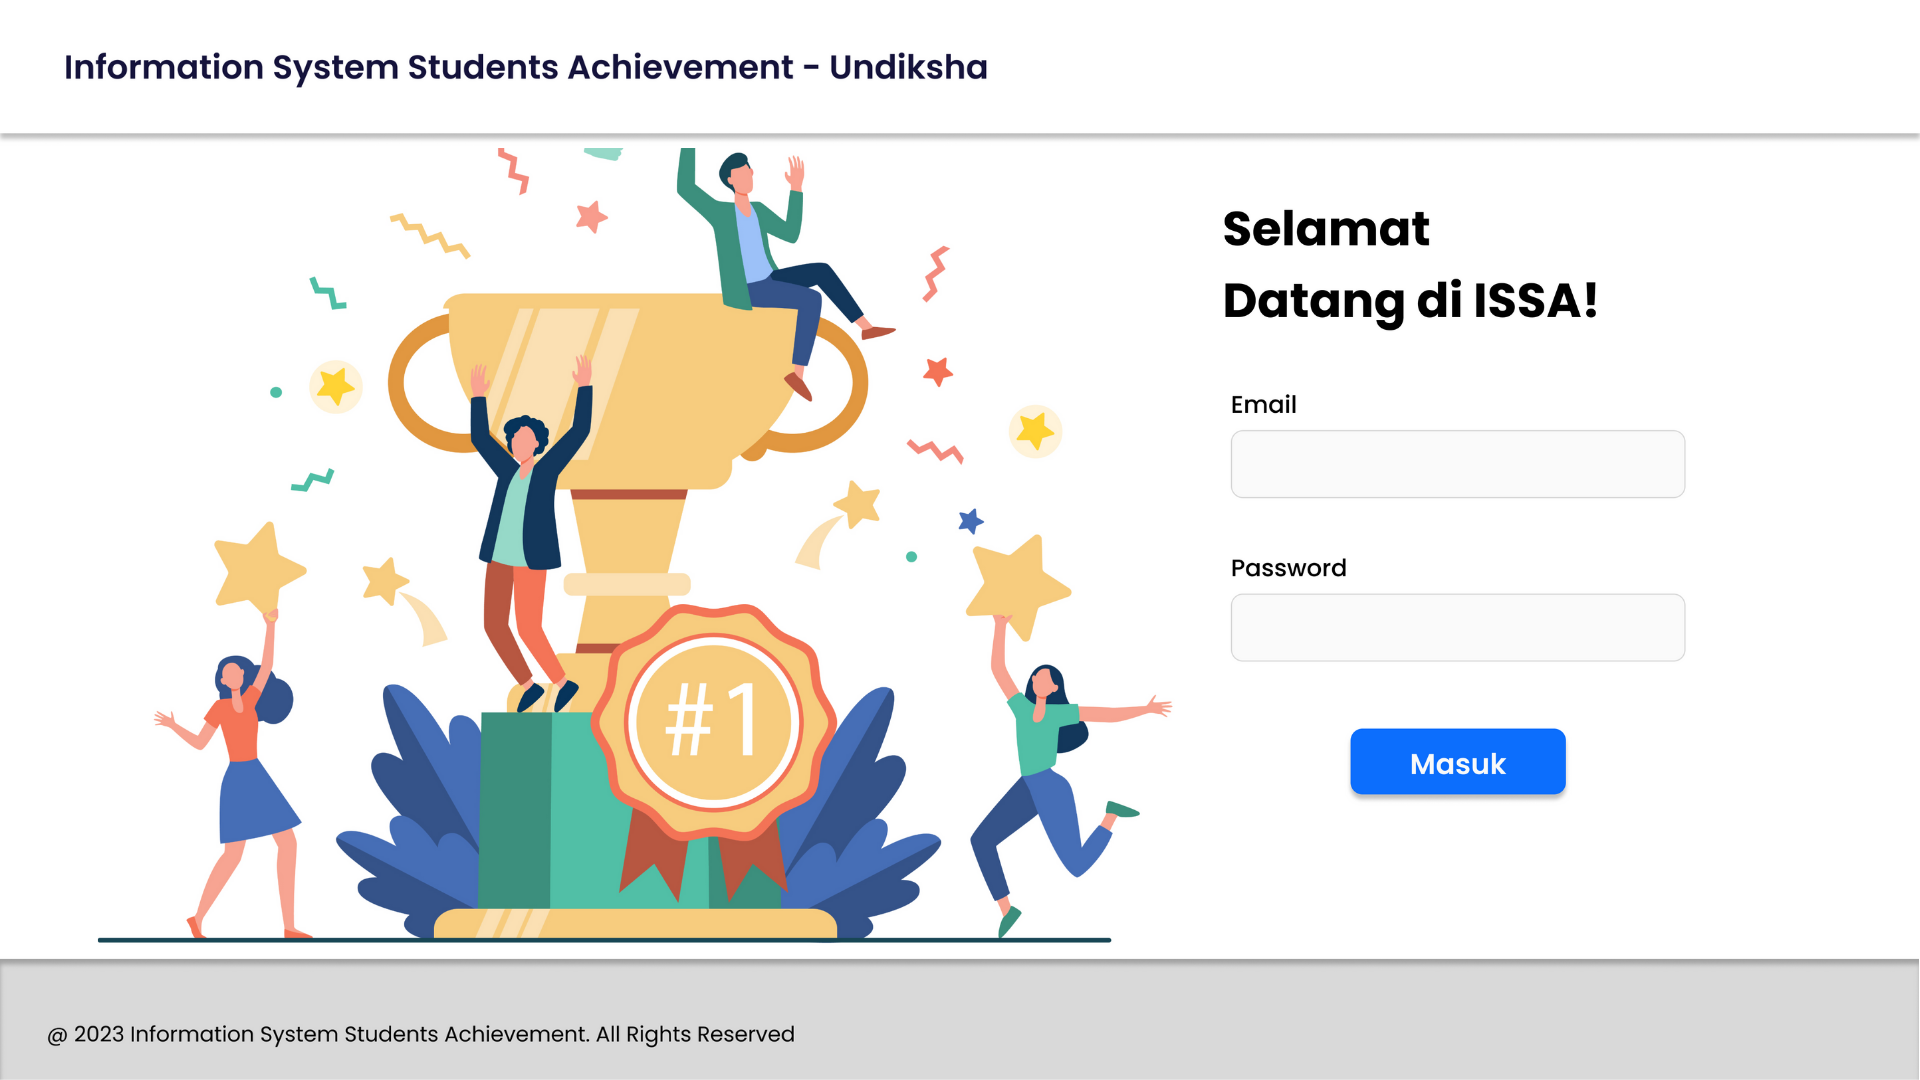 Information System Students Achievement - Undiksha
Selamat
Datang di ISSA!
Email
Password
Masuk
#1
@ 2023 Information System Students Achievement. All Rights Reserved